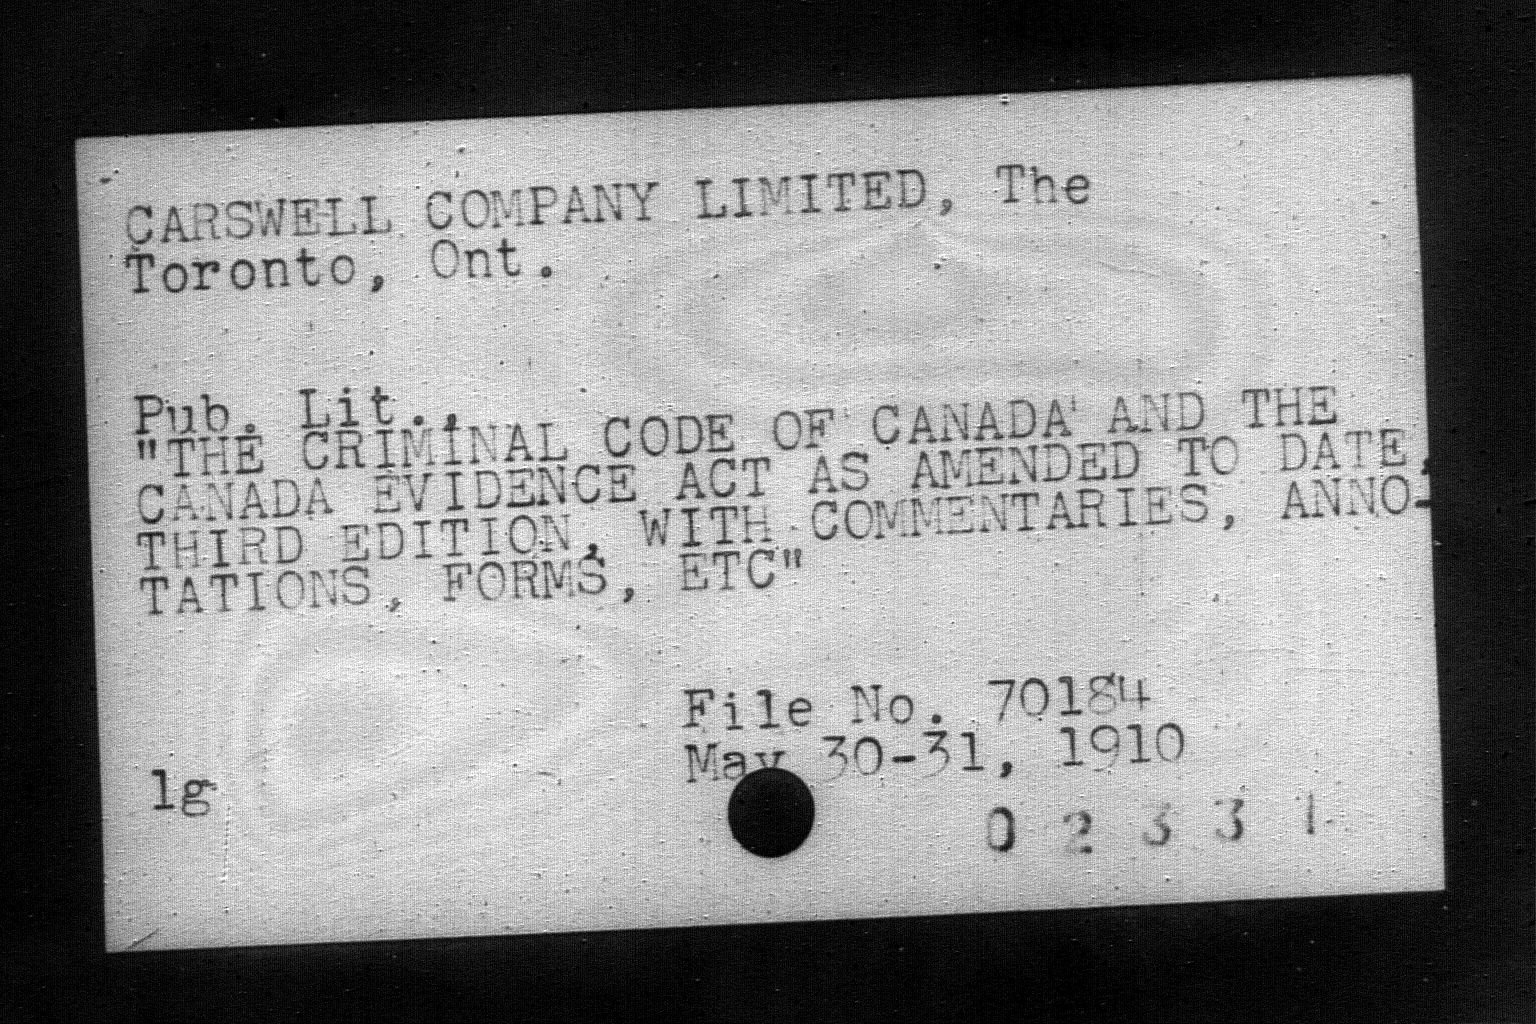 CARSWELL COMPANY LIMITED, The
Toronto, Ont.
Pub. Lit.,
"THE CRIMINAL CODE OF CANADA AND THE
CANADA EVIDENCE ACT AS AMENDED TO DATE,
THIRD EDITION, WITH COMMENTARIES, ANNO-
TATIONS, FORMS, ETC"
File No. 70184
May 30-31, 1910
lg
0 2 3 3 1